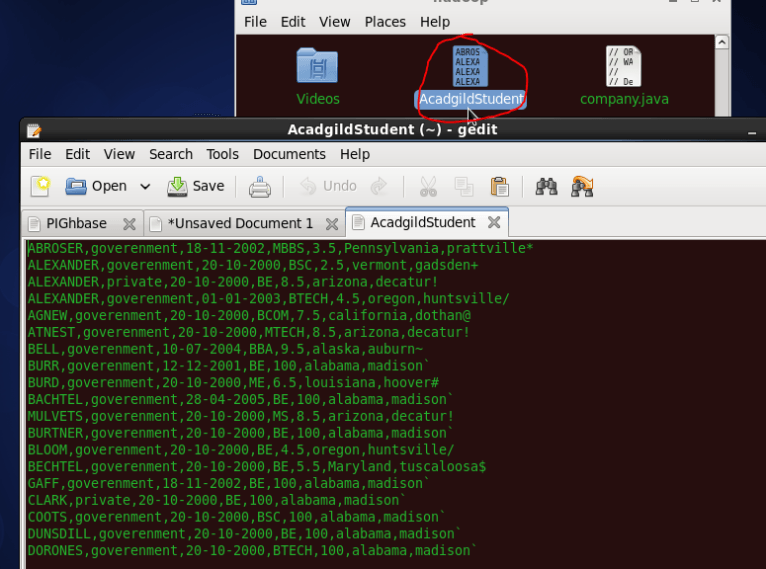 File Edit View Places Help
ABROS
ALEXA
ALEXA
ALEXA
// OR-
// WA
//
// De
Videos AcadgildStudent company.java
AcadgildStudent (~) - gedit
File Edit View Search Tools Documents Help
Open Save Undo
PIGhbase *Unsaved Document 1 AcadgildStudent
ABROSER,goverenment,18-11-2002,MBBS,3.5,Pennsylvania,prattville*
ALEXANDER,goverenment,20-10-2000,BSC,2.5,vermont,gadsden+
ALEXANDER,private,20-10-2000,BE,8.5,arizona,decatur!
ALEXANDER,goverenment,01-01-2003,BTECH,4.5,oregon,huntsville/
AGNEW,goverenment,20-10-2000,BCOM,7.5,california,dothan@
ATNEST,goverenment,20-10-2000,MTECH,8.5,arizona,decatur!
BELL,goverenment,10-07-2004,BBA,9.5,alaska,auburn~
BURR,goverenment,12-12-2001,BE,100,alabama,madison`
BURD,goverenment,20-10-2000,ME,6.5,louisiana,hoover#
BACHTEL,goverenment,28-04-2005,BE,100,alabama,madison`
MULVETS,goverenment,20-10-2000,MS,8.5,arizona,decatur!
BURTNER,goverenment,20-10-2000,BE,100,alabama,madison`
BLOOM,goverenment,20-10-2000,BE,4.5,oregon,huntsville/
BECHTEL,goverenment,20-10-2000,BE,5.5,Maryland,tuscaloosa$
GAFF,goverenment,18-11-2002,BE,100,alabama,madison`
CLARK,private,20-10-2000,BE,100,alabama,madison`
COOTS,goverenment,20-10-2000,BSC,100,alabama,madison`
DUNSDILL,goverenment,20-10-2000,BE,100,alabama,madison`
DORONES,goverenment,20-10-2000,BTECH,100,alabama,madison`